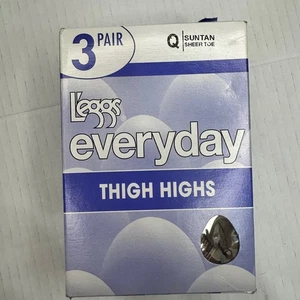 3 PAIR
Q SUNTAN
SHEER TOE
L'eggs
everyday
THIGH HIGHS